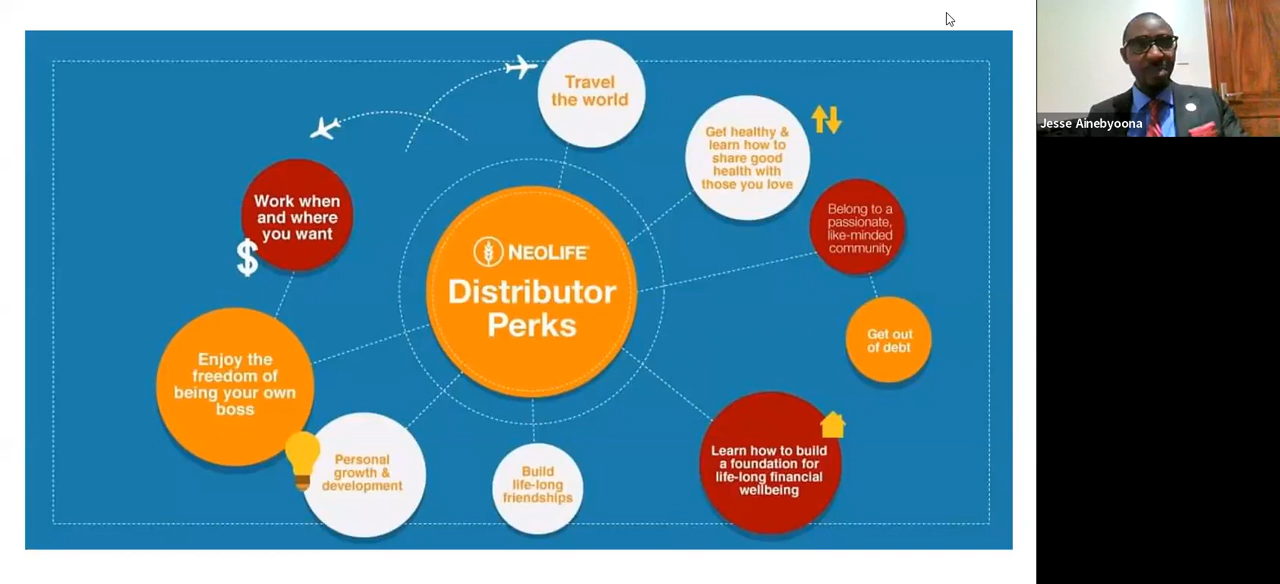 Travel
the world
Get healthy &
learn how to
share good
health with
those you love
Jesse Ainebyoona
Work when
and where
you want
$
Belong to a
passionate,
like-minded
community
NEOLIFE
Distributor
Perks
Get out
of debt
Enjoy the
freedom of
being your own
boss
Personal
growth &
development
Build
life-long
friendships
Learn how to build
a foundation for
life-long financial
wellbeing